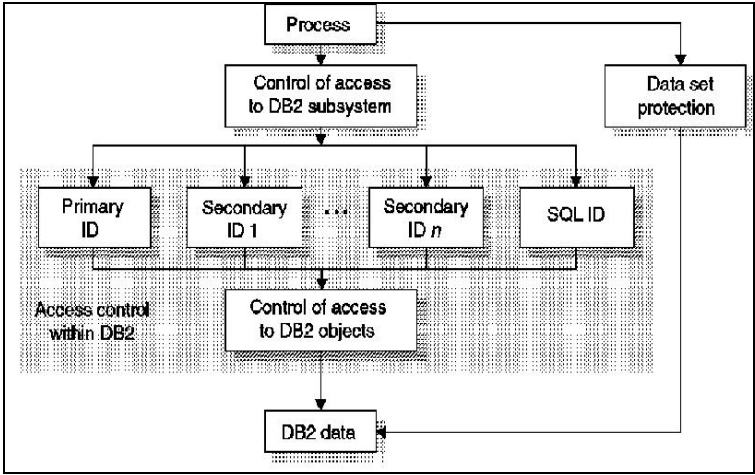 Process
Control of access
to DB2 subsystem
Data set
protection
Primary
ID
Secondary
ID 1
...
Secondary
ID n
SQL ID
Access control
within DB2
Control of access
to DB2 objects
DB2 data